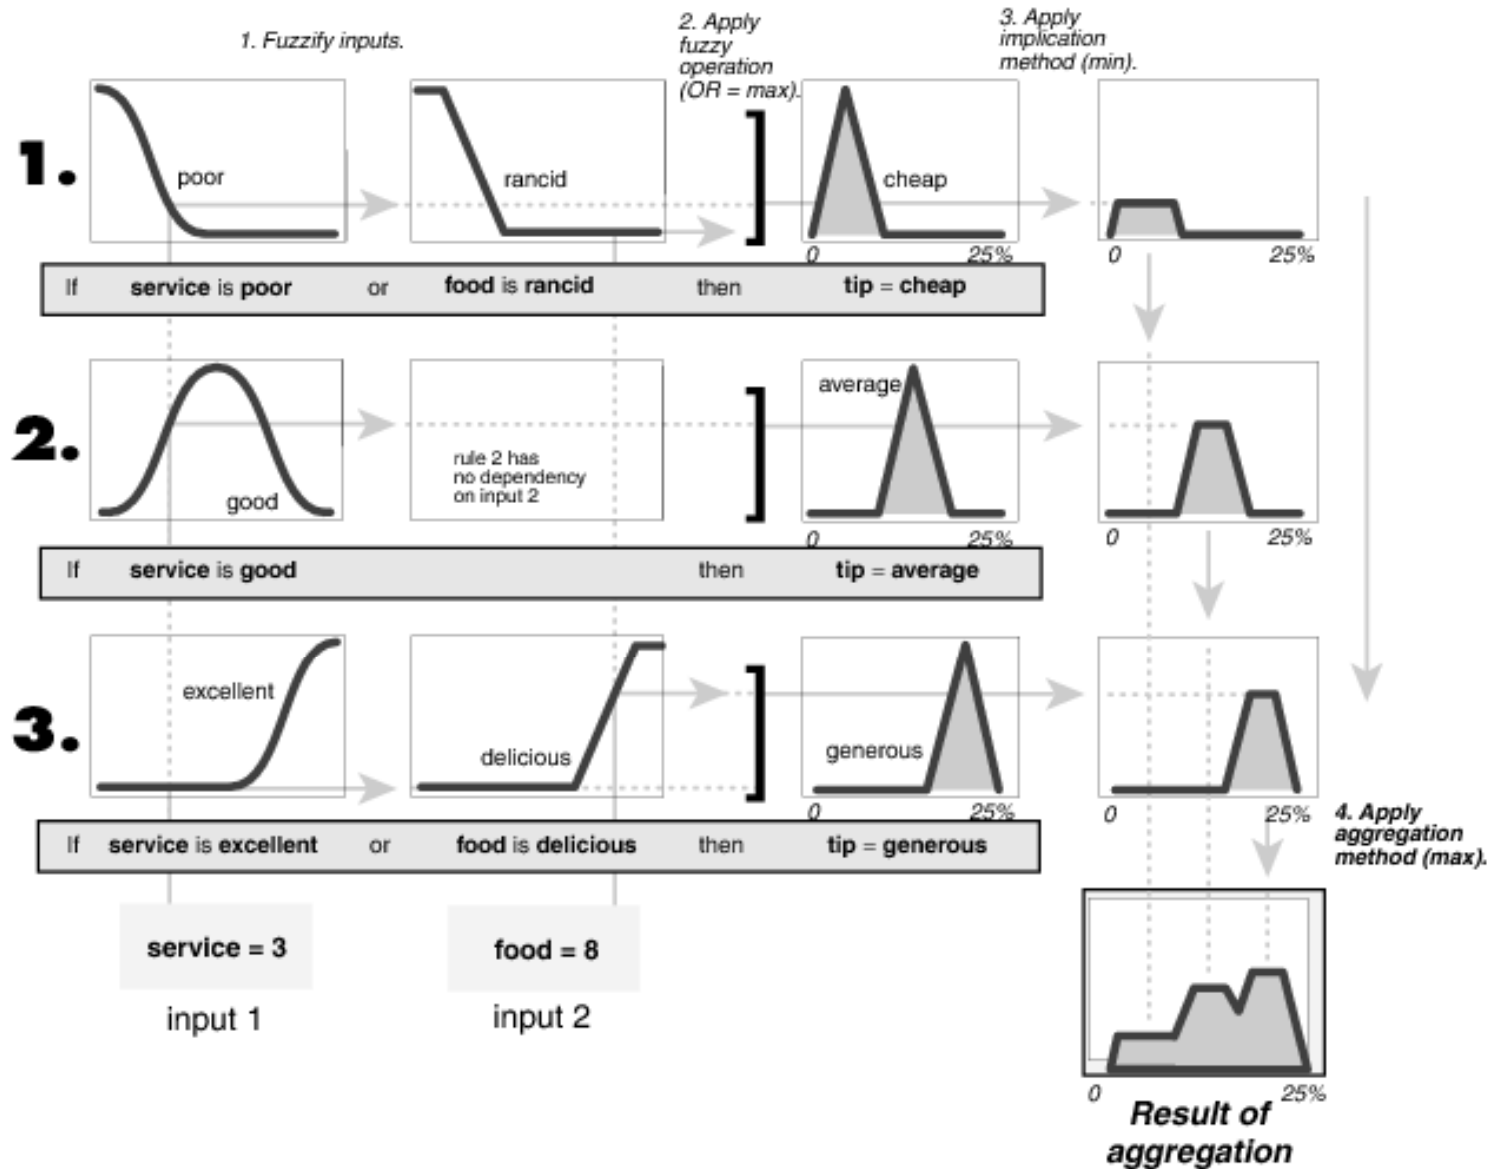 1. Fuzzify inputs.
2. Apply
fuzzy
operation
(OR = max).
3. Apply
implication
method (min).
1.
poor
rancid
cheap
0
25%
0
25%
If service is poor or food is rancid then tip = cheap
2.
good
rule 2 has
no dependency
on input 2
average
0
25%
0
25%
If service is good then tip = average
3.
excellent
delicious
generous
0
25%
0
25%
If service is excellent or food is delicious then tip = generous
4. Apply
aggregation
method (max).
service = 3
food = 8
input 1
input 2
0
25%
Result of
aggregation